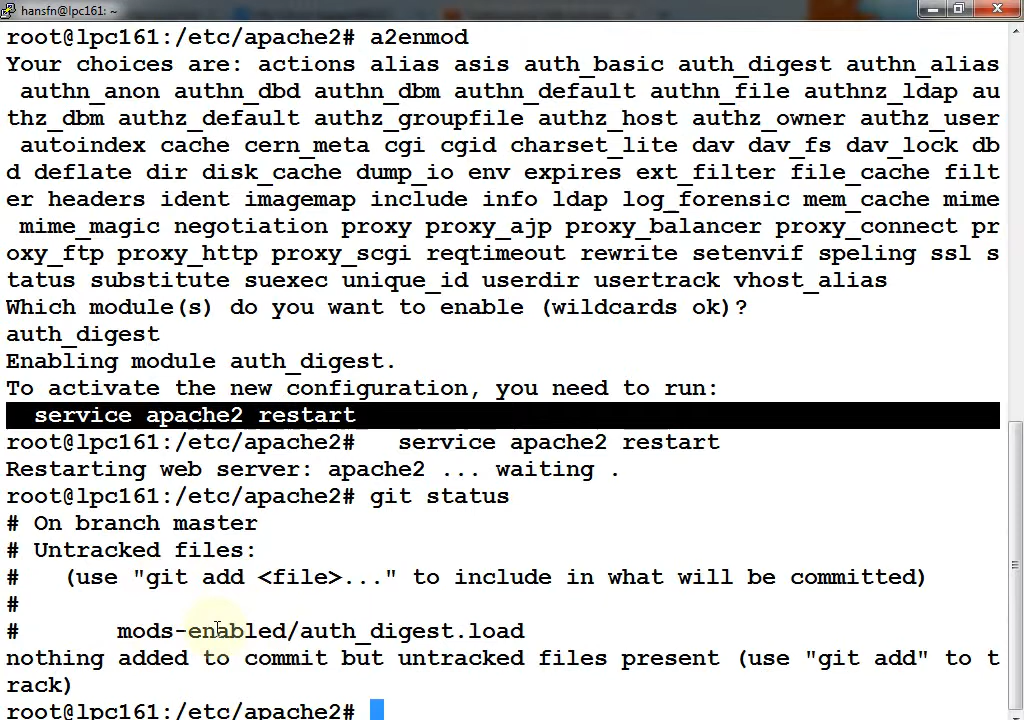 hansfn@lpc161: ~
root@lpc161:/etc/apache2# a2enmod
Your choices are: actions alias asis auth_basic auth_digest authn_alias
 authn_anon authn_dbd authn_dbm authn_default authn_file authnz_ldap au
thz_dbm authz_default authz_groupfile authz_host authz_owner authz_user
 autoindex cache cern_meta cgi cgid charset_lite dav dav_fs dav_lock db
d deflate dir disk_cache dump_io env expires ext_filter file_cache filt
er headers ident imagemap include info ldap log_forensic mem_cache mime
 mime_magic negotiation proxy proxy_ajp proxy_balancer proxy_connect pr
oxy_ftp proxy_http proxy_scgi reqtimeout rewrite setenvif speling ssl s
tatus substitute suexec unique_id userdir usertrack vhost_alias
Which module(s) do you want to enable (wildcards ok)?
auth_digest
Enabling module auth_digest.
To activate the new configuration, you need to run:
  service apache2 restart
root@lpc161:/etc/apache2#   service apache2 restart
Restarting web server: apache2 ... waiting .
root@lpc161:/etc/apache2# git status
# On branch master
# Untracked files:
#   (use "git add <file>..." to include in what will be committed)
#
#       mods-enabled/auth_digest.load
nothing added to commit but untracked files present (use "git add" to t
rack)
root@lpc161:/etc/apache2#